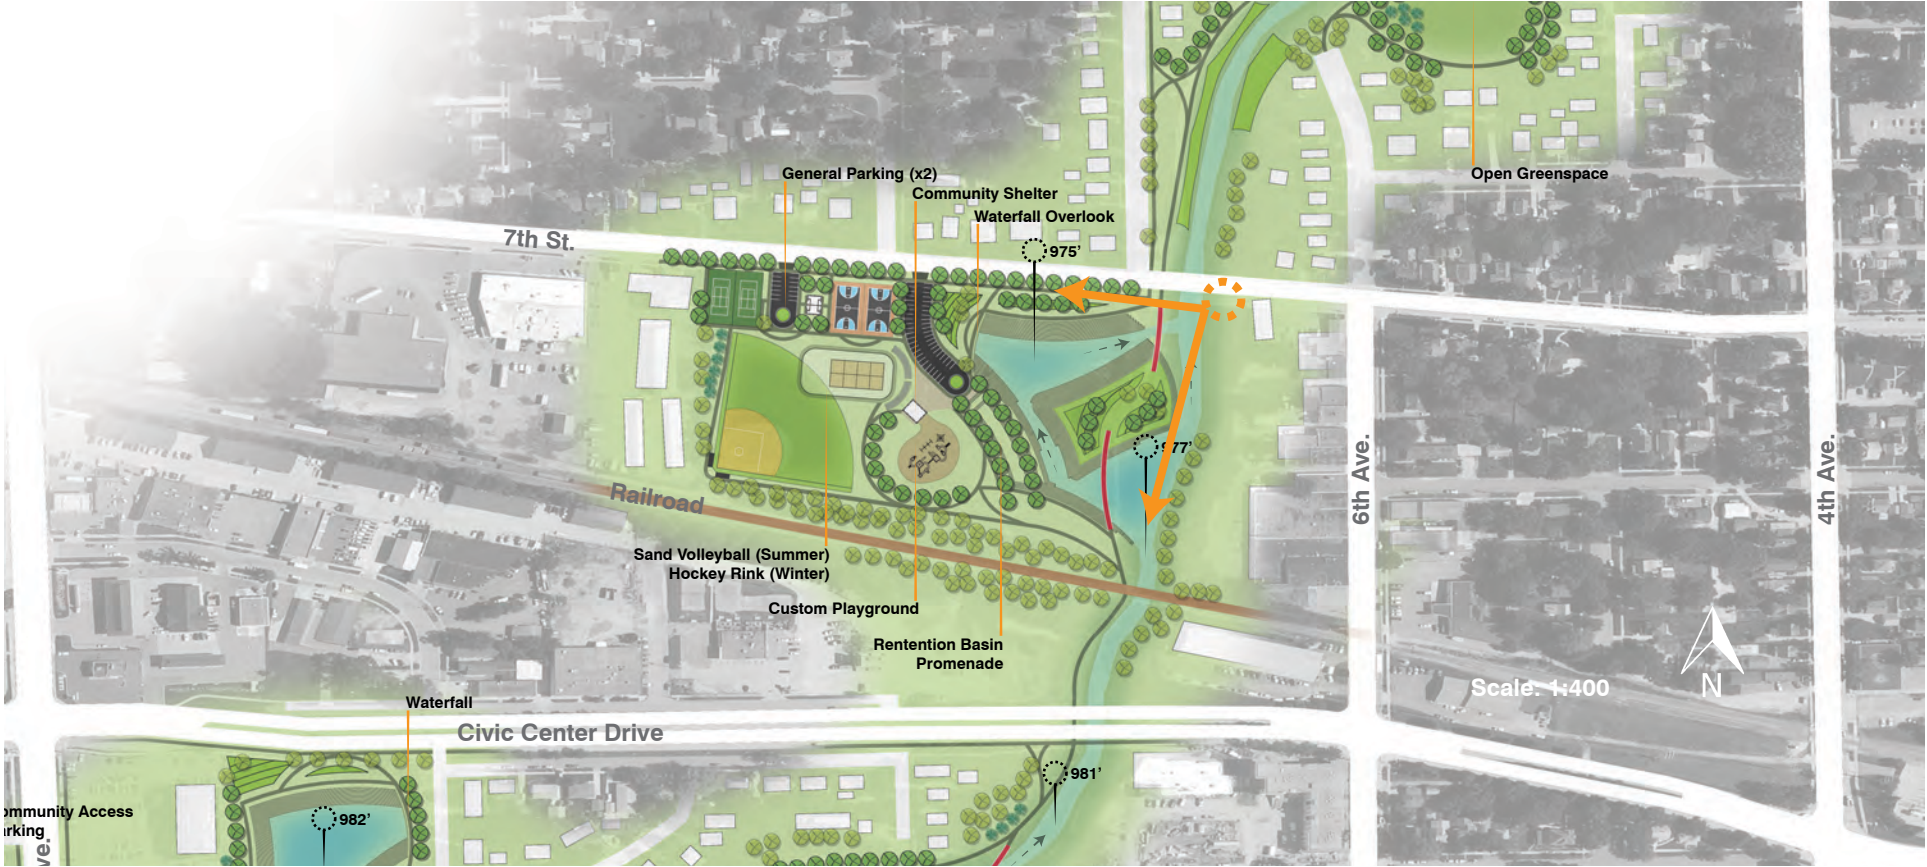 General Parking (x2)
Community Shelter
Open Greenspace
Waterfall Overlook
7th St.
975’
977’
6th Ave.
4th Ave.
Railroad
Sand Volleyball (Summer)
Hockey Rink (Winter)
Custom Playground
Rentention Basin
Promenade
Scale: 1:400
N
Waterfall
Civic Center Drive
981’
ommunity Access
arking
982’
ve.